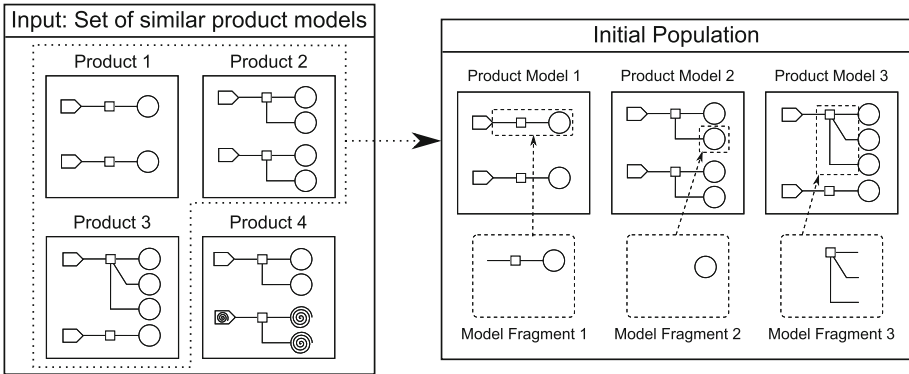 Input: Set of similar product models
Product 1
Product 2
Product 3
Product 4
Initial Population
Product Model 1
Product Model 2
Product Model 3
Model Fragment 1
Model Fragment 2
Model Fragment 3